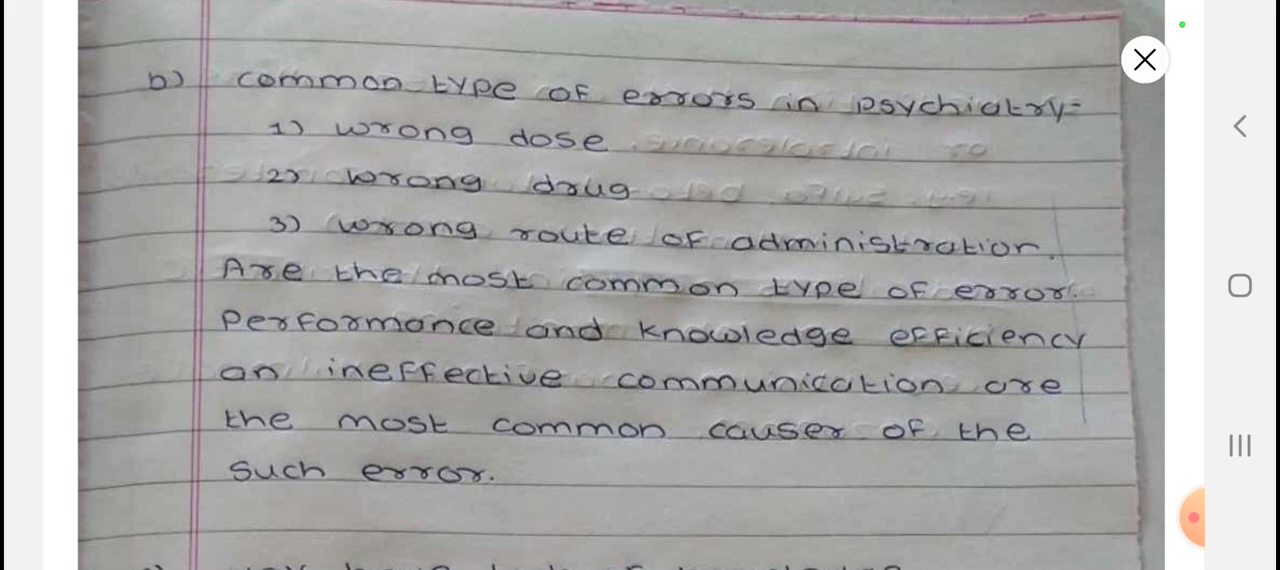 b) common type of errors in psychiatry-
1) wrong dose
2) wrong drug
3) wrong route of administration.
Are the most common type of error.
Performance and knowledge efficiency
an ineffective communication are
the most common causer of the
such error.